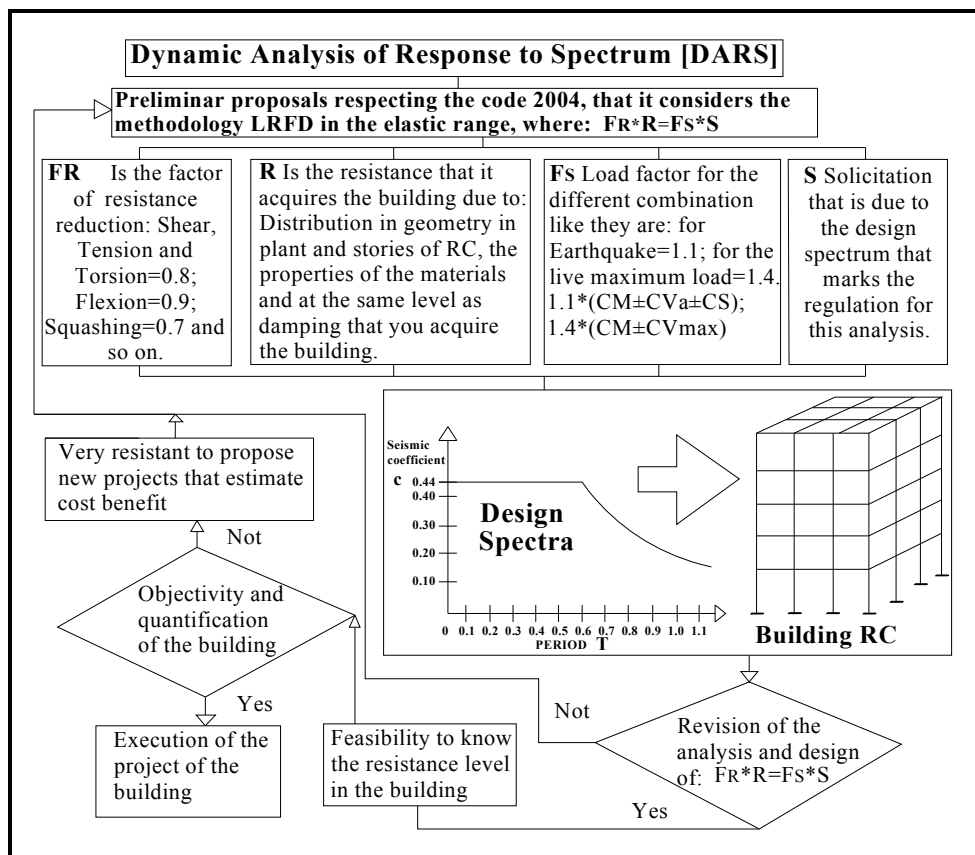 Dynamic Analysis of Response to Spectrum [DARS]
Preliminar proposals respecting the code 2004, that it considers the
methodology LRFD in the elastic range, where: FR*R=FS*S
FR Is the factor
of resistance
reduction: Shear,
Tension and
Torsion=0.8;
Flexion=0.9;
Squashing=0.7 and
so on.
R Is the resistance that it
acquires the building due to:
Distribution in geometry in
plant and stories of RC, the
properties of the materials
and at the same level as
damping that you acquire
the building.
Fs Load factor for the
different combination
like they are: for
Earthquake=1.1; for the
live maximum load=1.4.
1.1*(CM±CVa±CS);
1.4*(CM±CVmax)
S Solicitation
that is due to
the design
spectrum that
marks the
regulation for
this analysis.
Seismic
coefficient
c 0.44
0.40
0.30
0.20
0.10
0 0.1 0.2 0.3 0.4 0.5 0.6 0.7 0.8 0.9 1.0 1.1
PERIOD T
Design
Spectra
Building RC
Very resistant to propose
new projects that estimate
cost benefit
Not
Objectivity and
quantification
of the building
Yes
Execution of the
project of the
building
Feasibility to know
the resistance level
in the building
Not
Revision of the
analysis and design
of: FR*R=FS*S
Yes